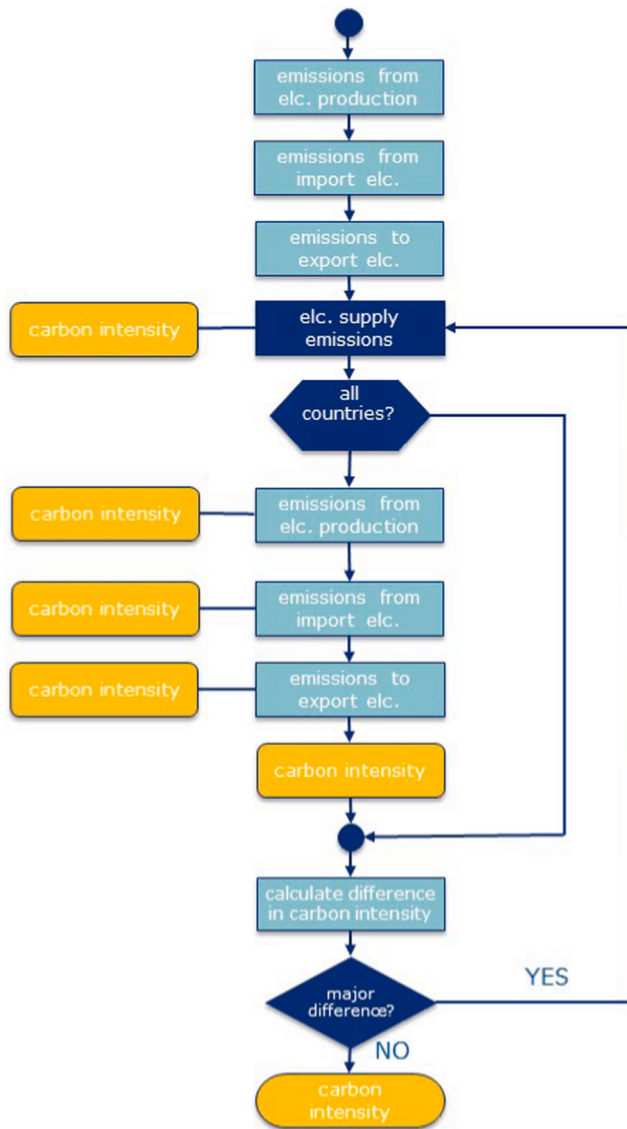 emissions from
elc. production
emissions from
import elc.
emissions to
export elc.
carbon intensity
elc. supply
emissions
all
countries?
carbon intensity
emissions from
elc. production
carbon intensity
emissions from
import elc.
carbon intensity
emissions to
export elc.
carbon intensity
calculate difference
in carbon intensity
major
difference?
YES
NO
carbon
intensity